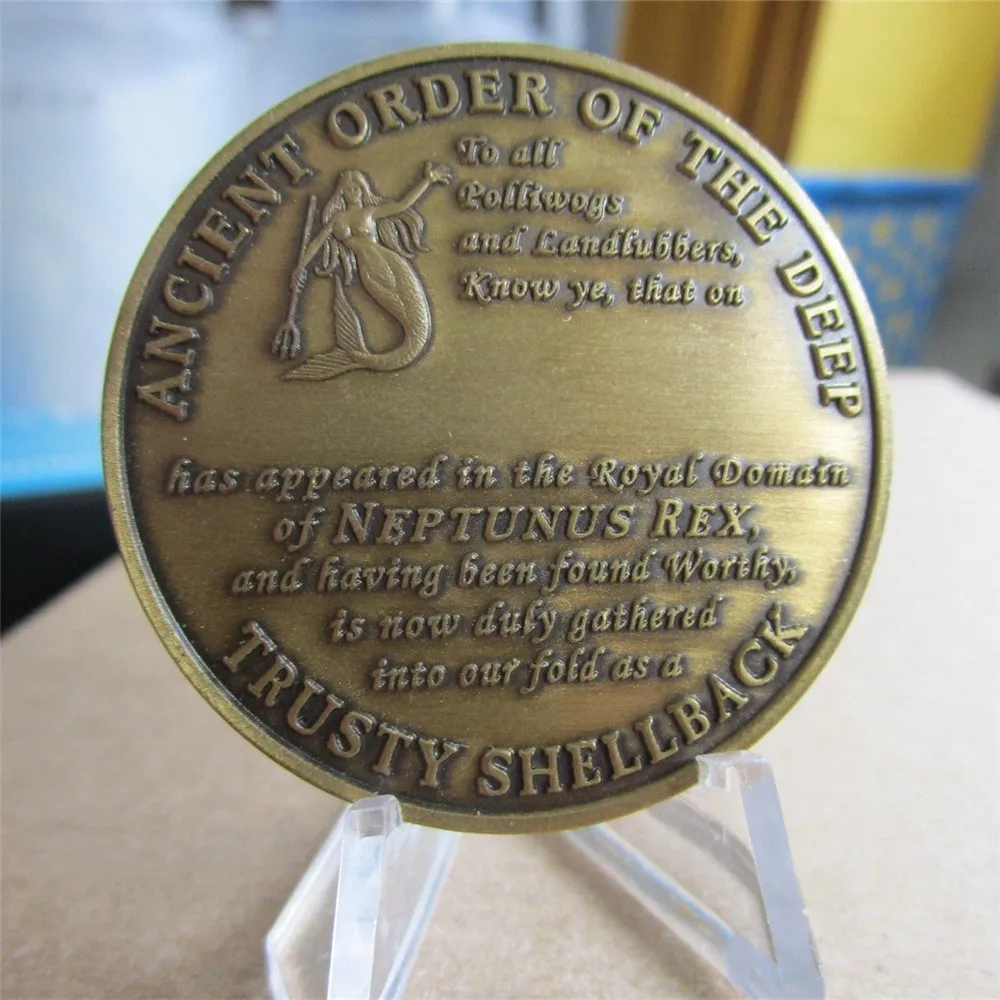 ANCIENT ORDER OF THE DEEP
To all
Polliwogs
and Landlubbers,
Know ye, that on
has appeared in the Royal Domain
of NEPTUNUS REX,
and having been found Worthy,
is now duly gathered
into our fold as a
TRUSTY SHELLBACK